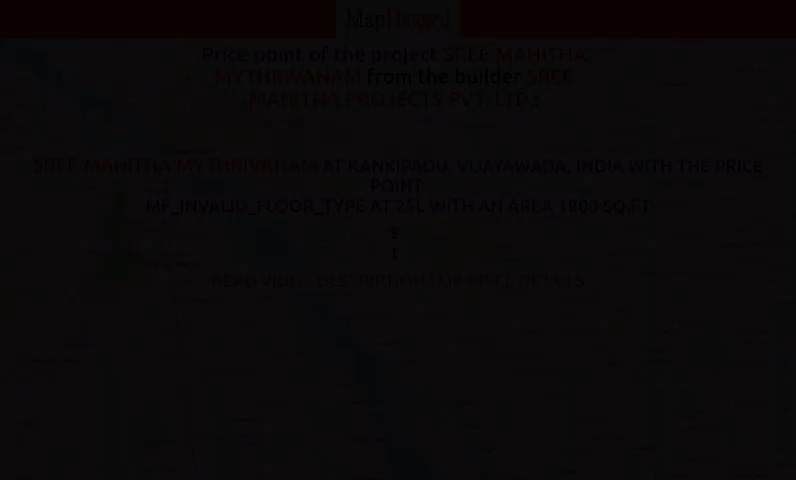 MapFlagged
Price point of the project SREE MAHITHA
MYTHRIVANAM from the builder SREE
MAHITHA PROJECTS PVT. LTD.:
SREE MAHITHA MYTHRIVANAM AT KANKIPADU, VIJAYAWADA, INDIA WITH THE PRICE
POINT
MF_INVALID_FLOOR_TYPE AT 25L WITH AN AREA 1800 SQ.FT
READ VIDEO DESCRIPTION FOR PRICE DETAILS